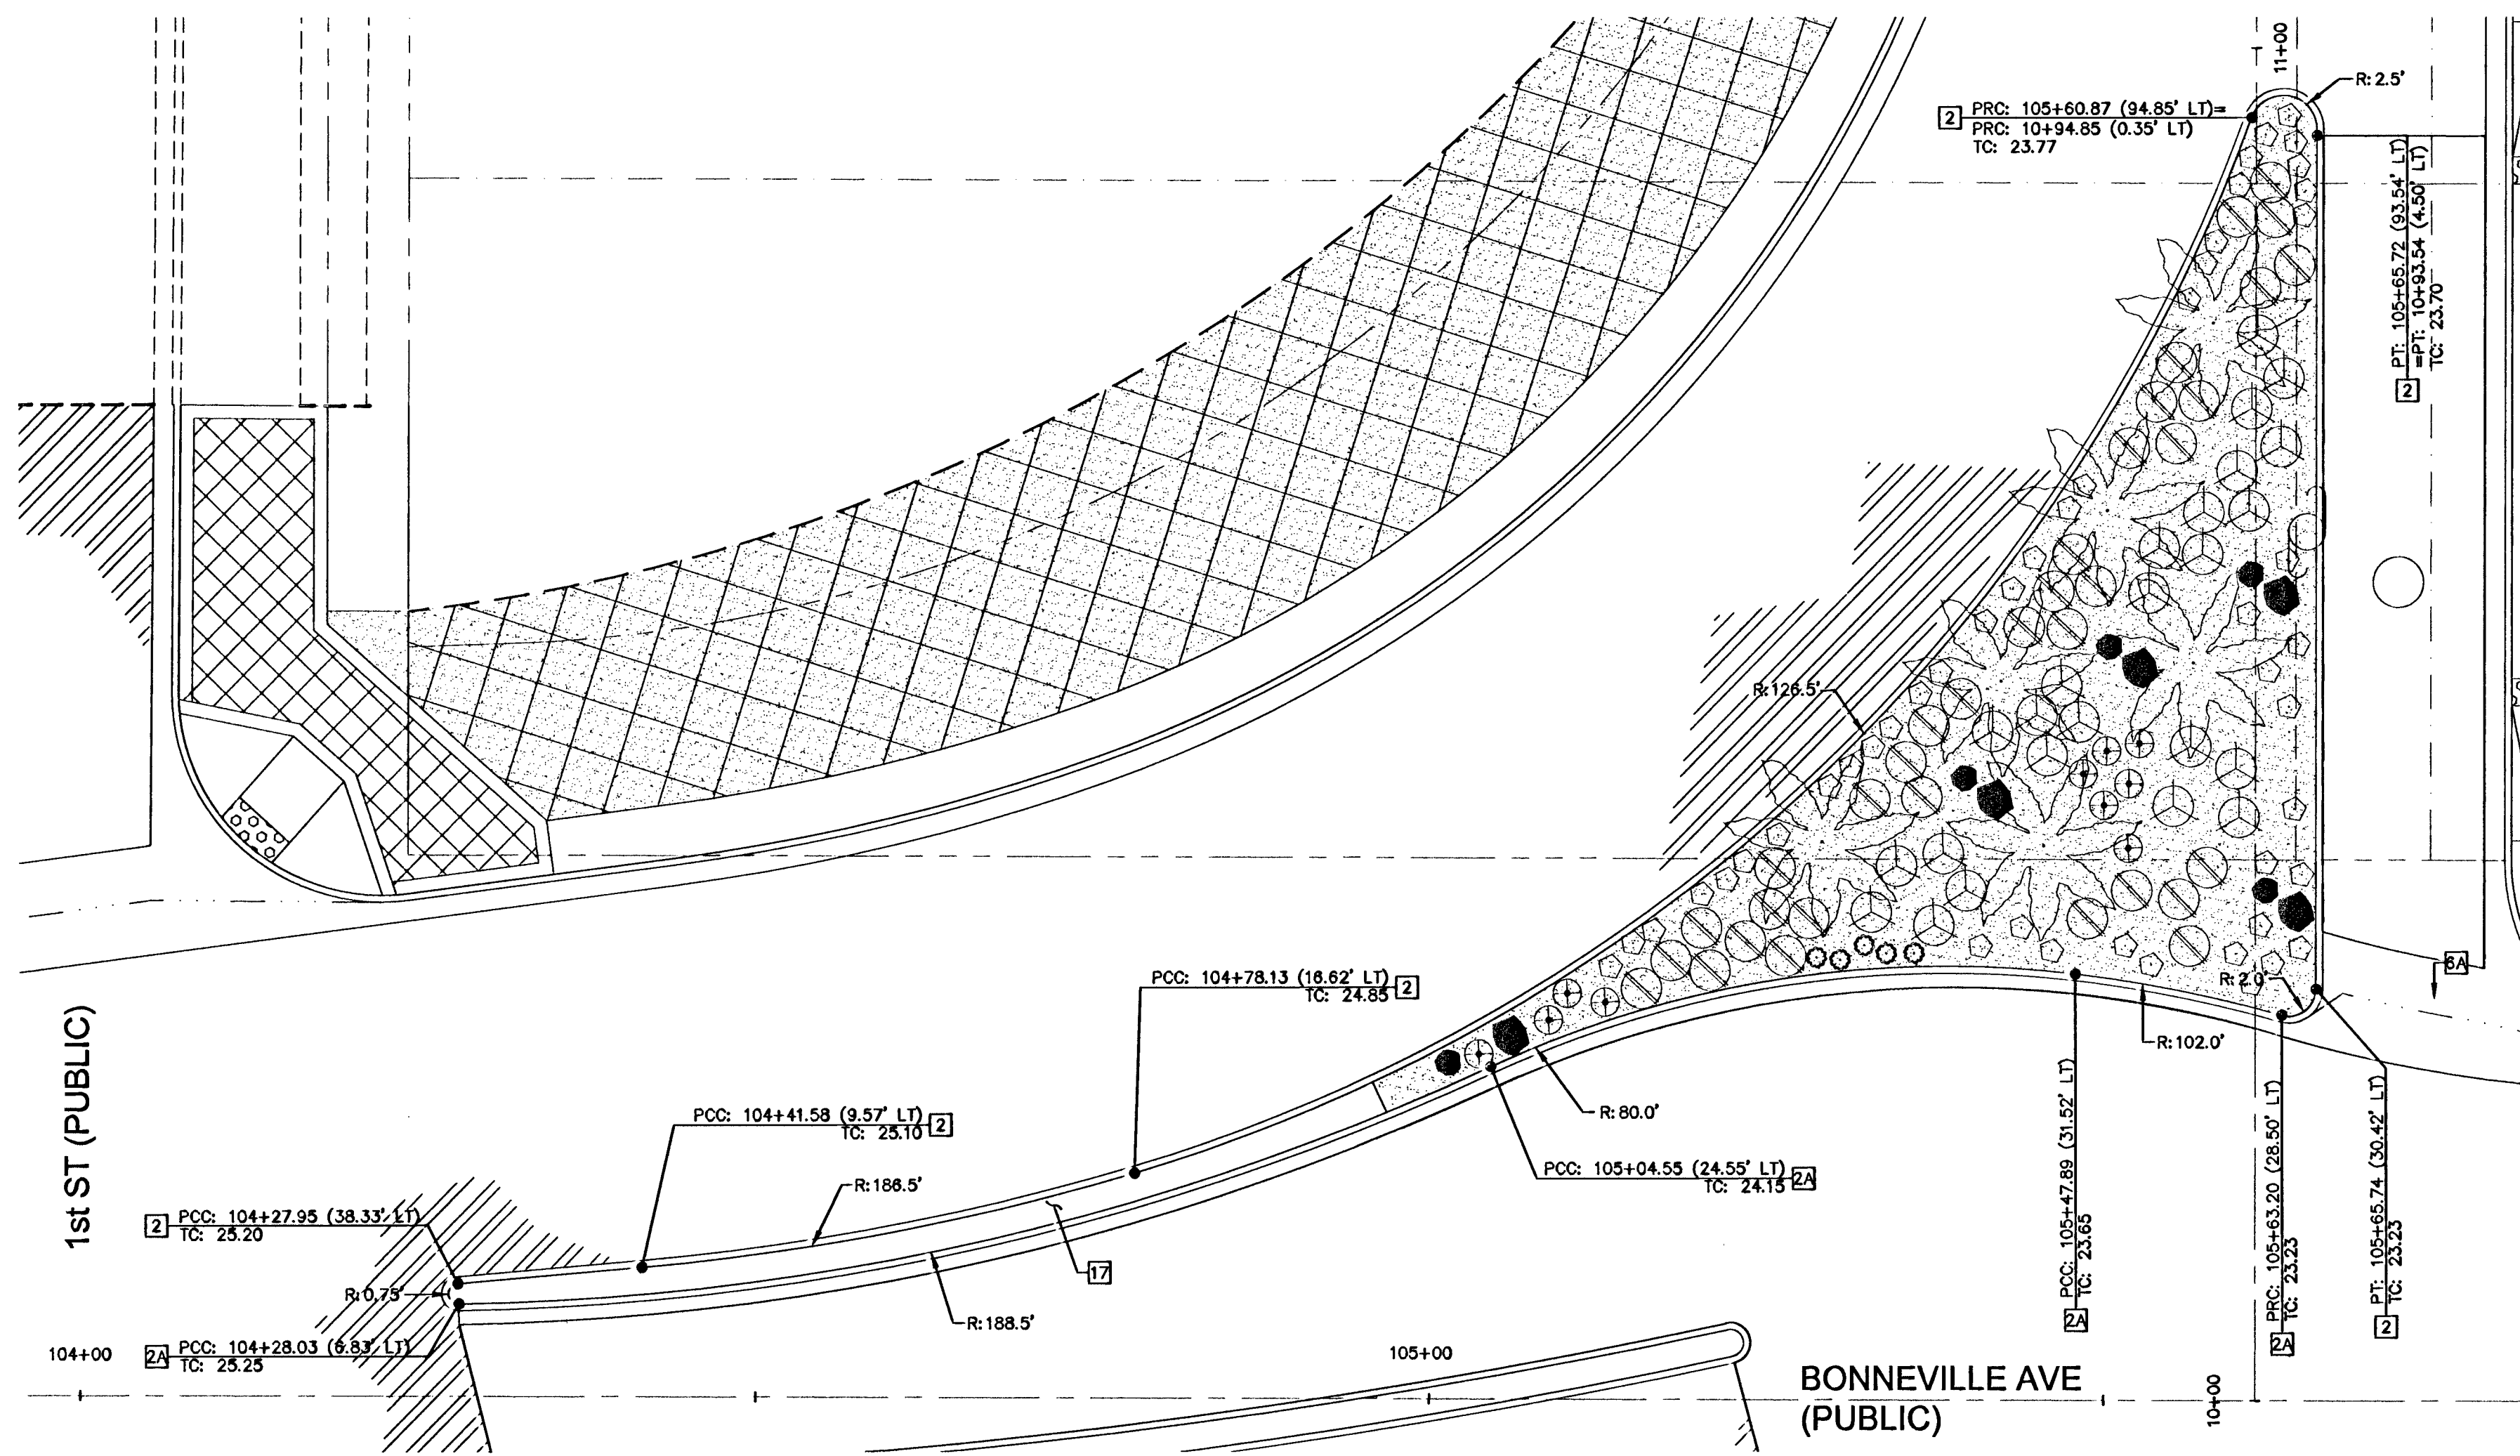 11+00
R: 2.5'
2 PRC: 105+60.87 (94.85' LT)=
PRC: 10+94.85 (0.35' LT)
TC: 23.77
PT: 105+65.72 (93.54' LT)
=PT: 10+93.54 (4.50' LT)
TC: 23.70
2
R: 126.5'
6A
R: 2.0'
PCC: 104+78.13 (16.62' LT) 2
TC: 24.85
R: 102.0'
1st ST (PUBLIC)
PCC: 104+41.58 (9.57' LT) 2
TC: 25.10
R: 80.0'
PCC: 105+04.55 (24.55' LT) 2A
TC: 24.15
R: 186.5'
PCC: 105+47.89 (31.52' LT)
TC: 23.65
2A
PRC: 105+63.20 (28.50' LT)
TC: 23.23
2A
PT: 105+65.74 (30.42' LT)
TC: 23.23
2
2 PCC: 104+27.95 (38.33' LT)
TC: 25.20
17
R: 0.75'
R: 188.5'
2A PCC: 104+28.03 (6.83' LT)
TC: 25.25
104+00
105+00
BONNEVILLE AVE
(PUBLIC)
10+00